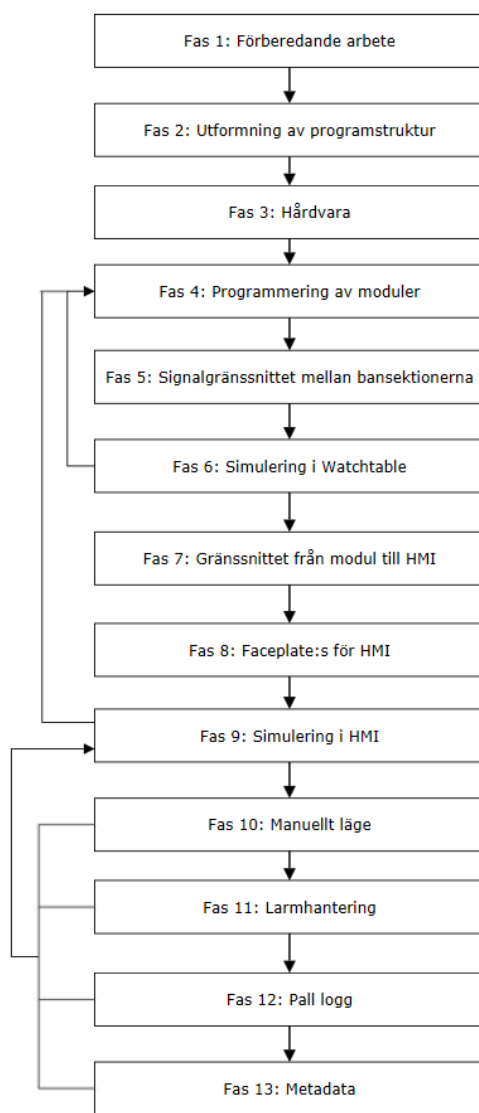 Fas 1: Förberedande arbete
Fas 2: Utformning av programstruktur
Fas 3: Hårdvara
Fas 4: Programmering av moduler
Fas 5: Signalgränssnittet mellan bansektionerna
Fas 6: Simulering i Watchtable
Fas 7: Gränssnittet från modul till HMI
Fas 8: Faceplate:s för HMI
Fas 9: Simulering i HMI
Fas 10: Manuellt läge
Fas 11: Larmhantering
Fas 12: Pall logg
Fas 13: Metadata